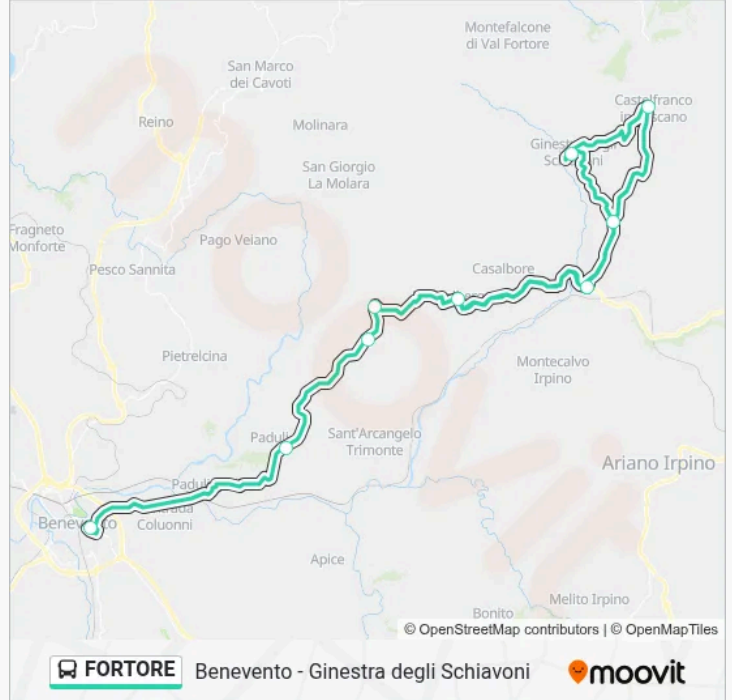 Montefalcone
di Val Fortore
San Marco
dei Cavoti
Castelfranco
Reino
Molinara
San Giorgio
La Molara
Fragneto
Monforte
Pago Veiano
Pesco Sannita
Casalbore
Pietrelcina
Montecalvo
Irpino
Paduli
Sant'Arcangelo
Trimonte
Ariano Irpino
Paduli
Benevento
Coluonni
Apice
Melito Irpino
Bonito
© OpenStreetMap contributors | © OpenMapTiles
FORTORE
Benevento - Ginestra degli Schiavoni
moovit